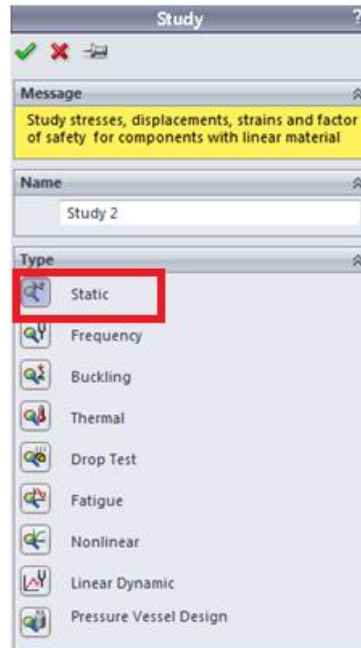 Study
?
Message
Study stresses, displacements, strains and factor
of safety for components with linear material
Name
Study 2
Type
Static
Frequency
Buckling
Thermal
Drop Test
Fatigue
Nonlinear
Linear Dynamic
Pressure Vessel Design